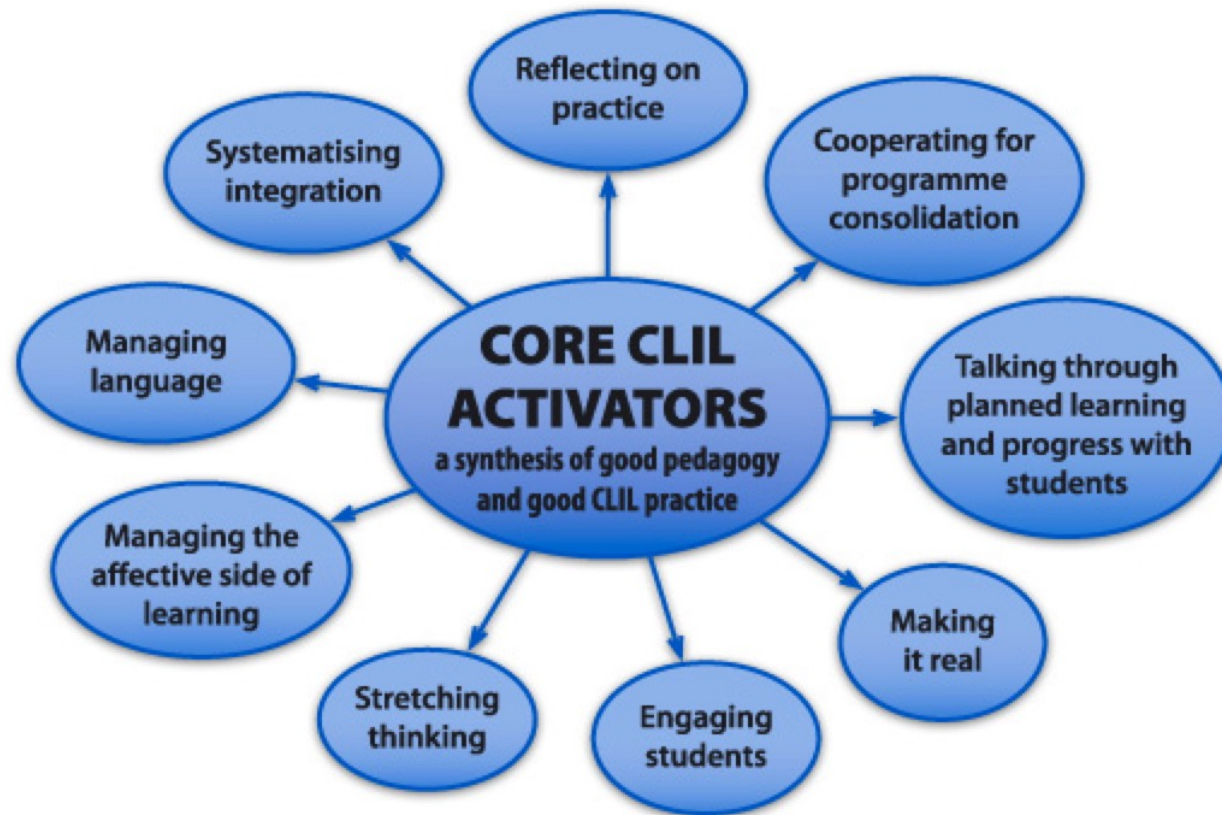 Reflecting on
practice
Cooperating for
programme
consolidation
Talking through
planned learning
and progress with
students
Making
it real
Engaging
students
Stretching
thinking
Managing the
affective side of
learning
Managing
language
Systematising
integration
CORE CLIL
ACTIVATORS
a synthesis of good pedagogy
and good CLIL practice